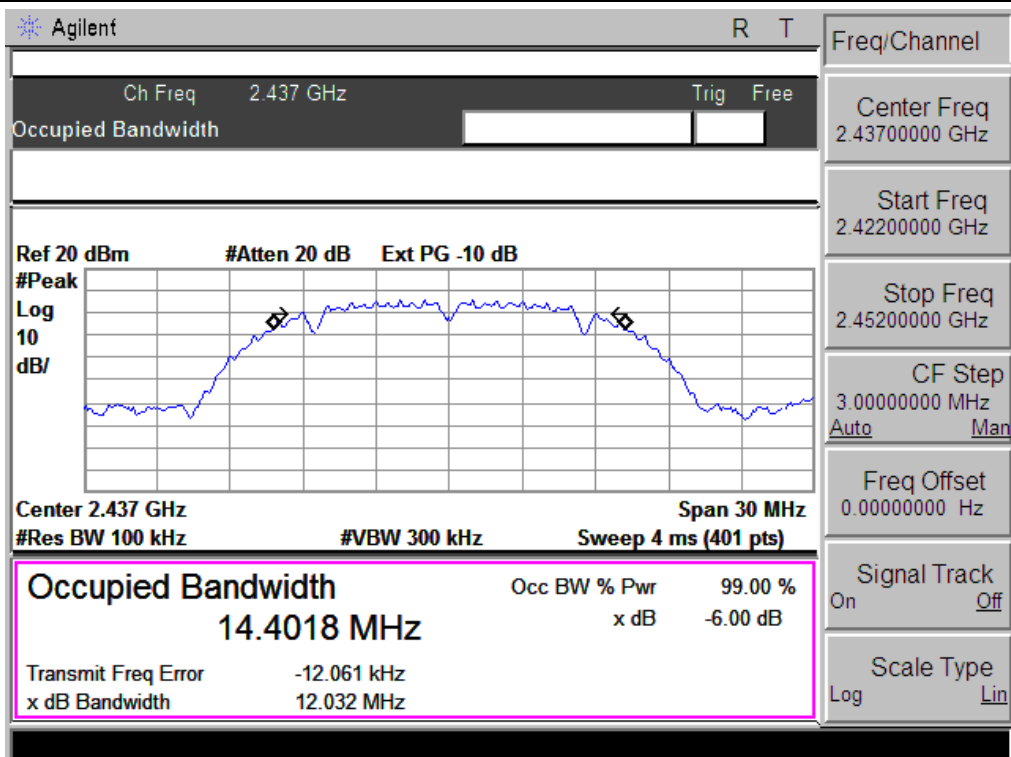 Agilent R T
Ch Freq 2.437 GHz Trig Free
Occupied Bandwidth
Ref 20 dBm #Atten 20 dB Ext PG -10 dB
#Peak
Log
10
dB/
Center 2.437 GHz Span 30 MHz
#Res BW 100 kHz #VBW 300 kHz Sweep 4 ms (401 pts)
Occupied Bandwidth Occ BW % Pwr 99.00 %
14.4018 MHz x dB -6.00 dB
Transmit Freq Error -12.061 kHz
x dB Bandwidth 12.032 MHz
Freq/Channel
Center Freq
2.43700000 GHz
Start Freq
2.42200000 GHz
Stop Freq
2.45200000 GHz
CF Step
3.00000000 MHz
Auto Man
Freq Offset
0.00000000 Hz
Signal Track
On Off
Scale Type
Log Lin